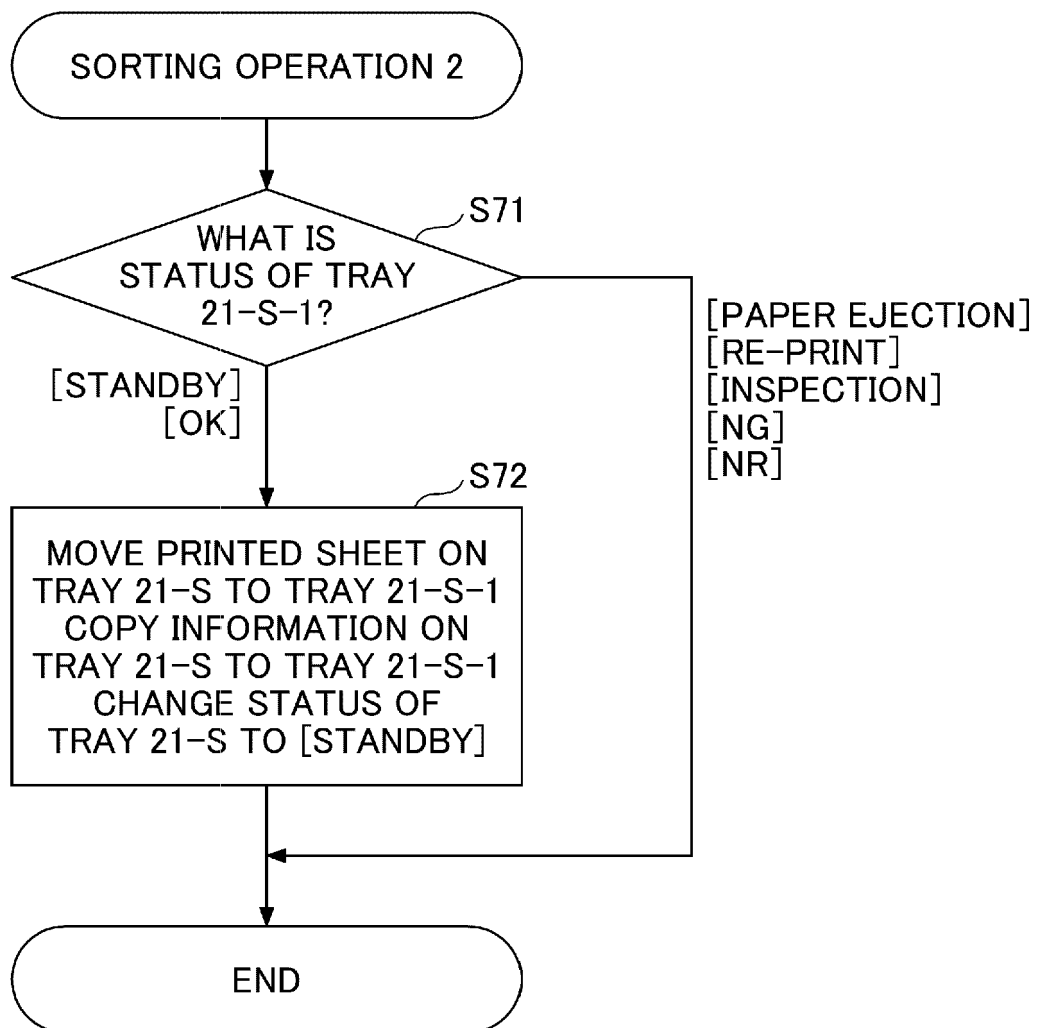 SORTING OPERATION 2
S71
WHAT IS
STATUS OF TRAY
21-S-1?
[STANDBY]
[OK]
[PAPER EJECTION]
[RE-PRINT]
[INSPECTION]
[NG]
[NR]
S72
MOVE PRINTED SHEET ON
TRAY 21-S TO TRAY 21-S-1
COPY INFORMATION ON
TRAY 21-S TO TRAY 21-S-1
CHANGE STATUS OF
TRAY 21-S TO [STANDBY]
END